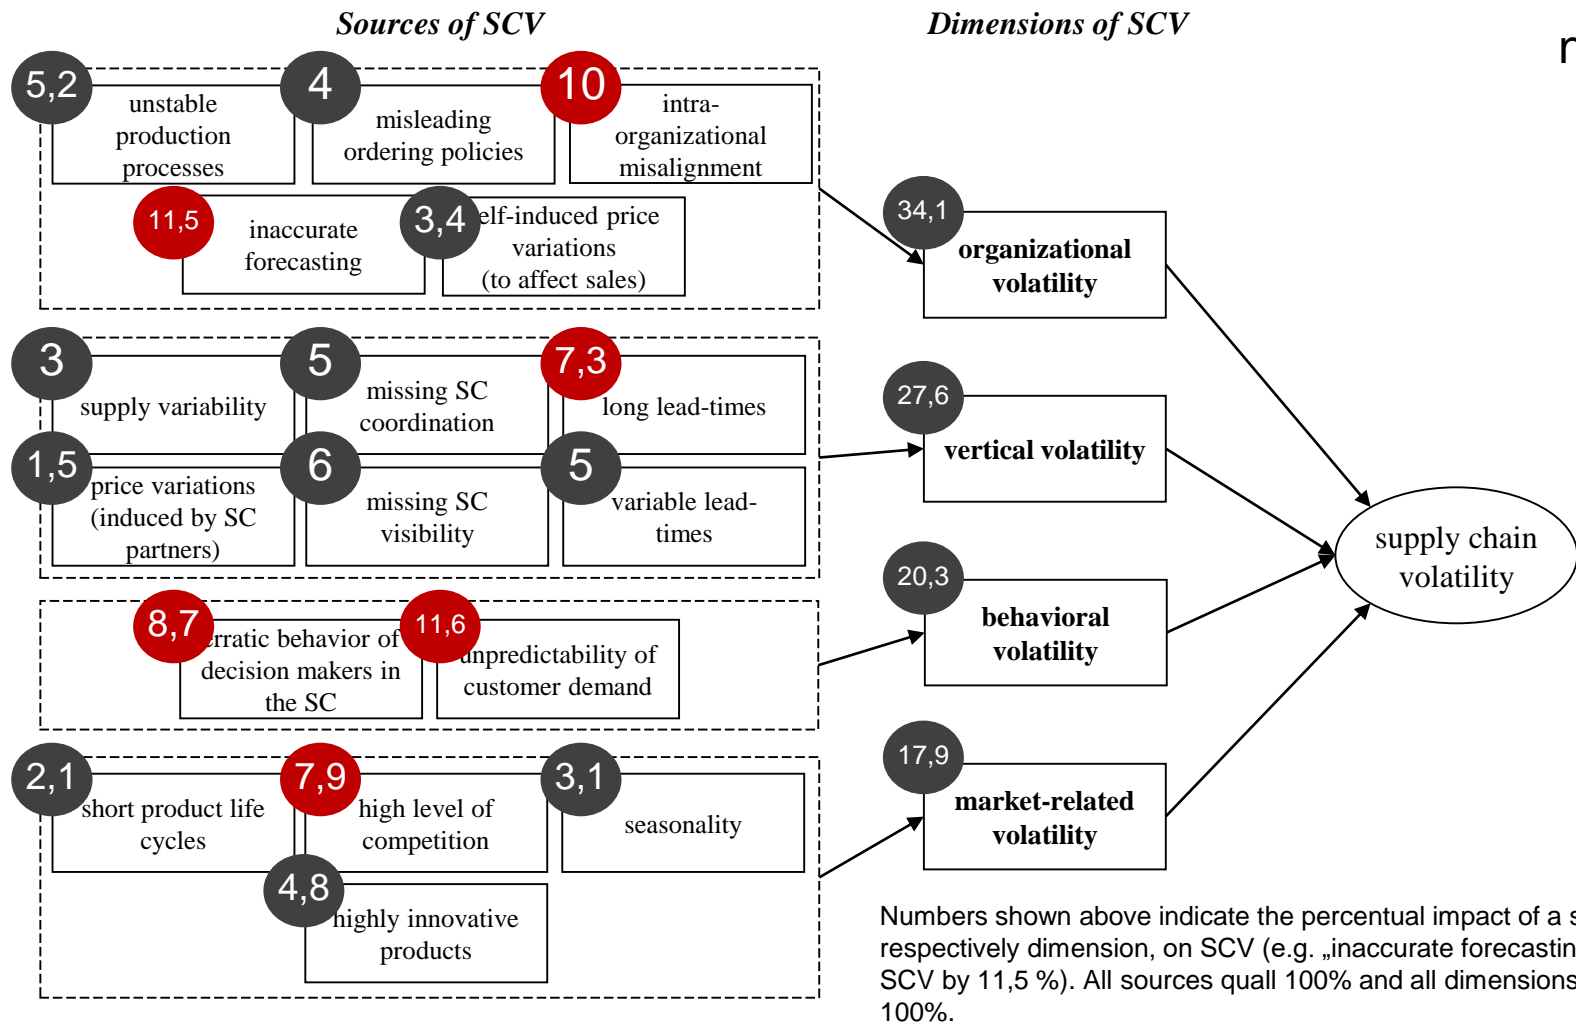 Sources of SCV
Dimensions of SCV
n
5,2
unstable
production
processes
4
misleading
ordering policies
10
intra-
organizational
misalignment
11,5
inaccurate
forecasting
3,4
elf-induced price
variations
(to affect sales)
34,1
organizational
volatility
3
supply variability
5
missing SC
coordination
7,3
long lead-times
1,5
price variations
(induced by SC
partners)
6
missing SC
visibility
5
variable lead-
times
27,6
vertical volatility
supply chain
volatility
8,7
erratic behavior of
decision makers in
the SC
11,6
unpredictability of
customer demand
20,3
behavioral
volatility
2,1
short product life
cycles
7,9
high level of
competition
3,1
seasonality
4,8
highly innovative
products
17,9
market-related
volatility
Numbers shown above indicate the percentual impact of a s
respectively dimension, on SCV (e.g. „inaccurate forecastin
SCV by 11,5 %). All sources quall 100% and all dimensions
100%.